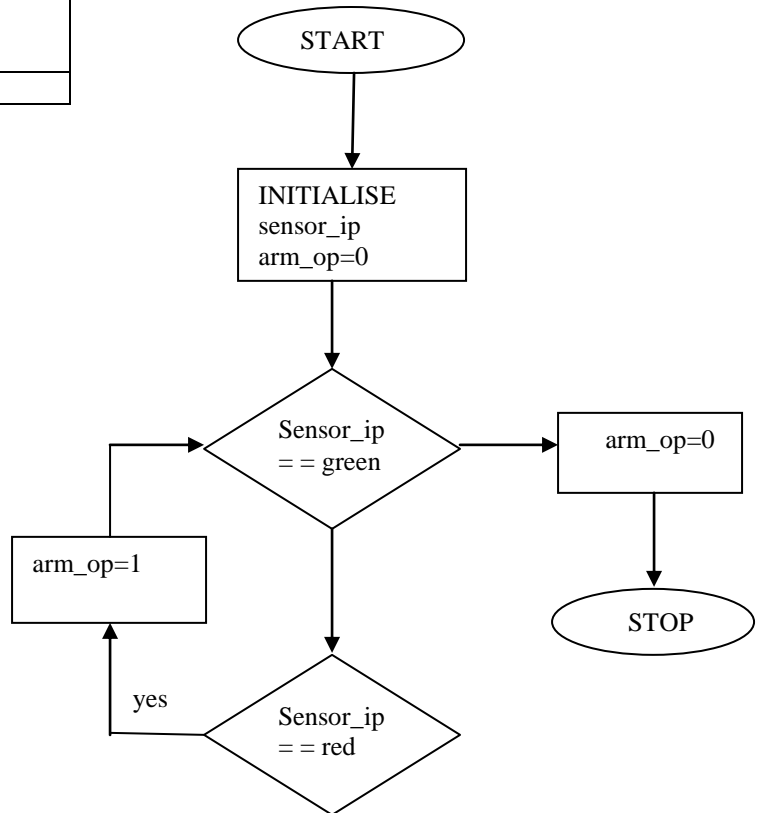 START
INITIALISE
sensor_ip
arm_op=0
Sensor_ip
= = green
arm_op=0
arm_op=1
STOP
yes
Sensor_ip
= = red